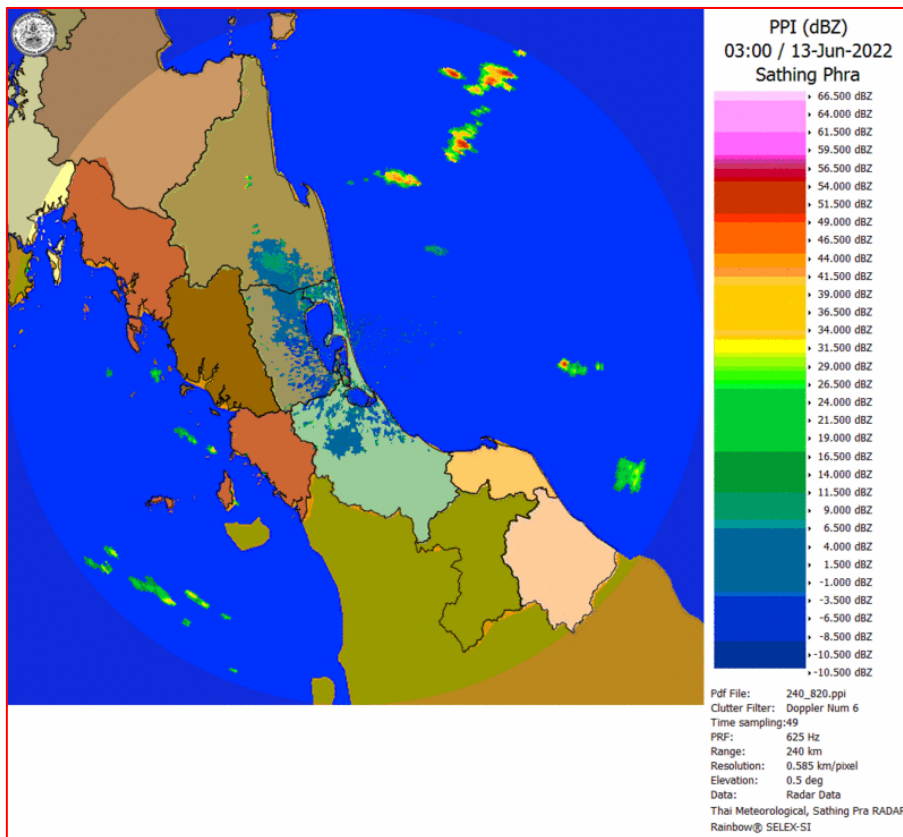 PPI (dBZ)
03:00 / 13-Jun-2022
Sathing Phra
66.500 dBZ
64.000 dBZ
61.500 dBZ
59.500 dBZ
56.500 dBZ
54.000 dBZ
51.500 dBZ
49.000 dBZ
46.500 dBZ
44.000 dBZ
41.500 dBZ
39.000 dBZ
36.500 dBZ
34.000 dBZ
31.500 dBZ
29.000 dBZ
26.500 dBZ
24.000 dBZ
21.500 dBZ
19.000 dBZ
16.500 dBZ
14.000 dBZ
11.500 dBZ
9.000 dBZ
6.500 dBZ
4.000 dBZ
1.500 dBZ
-1.000 dBZ
-3.500 dBZ
-6.500 dBZ
-8.500 dBZ
-10.500 dBZ
-10.500 dBZ
Pdf File: 240_820.ppi
Clutter Filter: Doppler Num 6
Time sampling:49
PRF: 625 Hz
Range: 240 km
Resolution: 0.585 km/pixel
Elevation: 0.5 deg
Data: Radar Data
Thai Meteorological, Sathing Pra RADAR
Rainbow® SELEX-SI